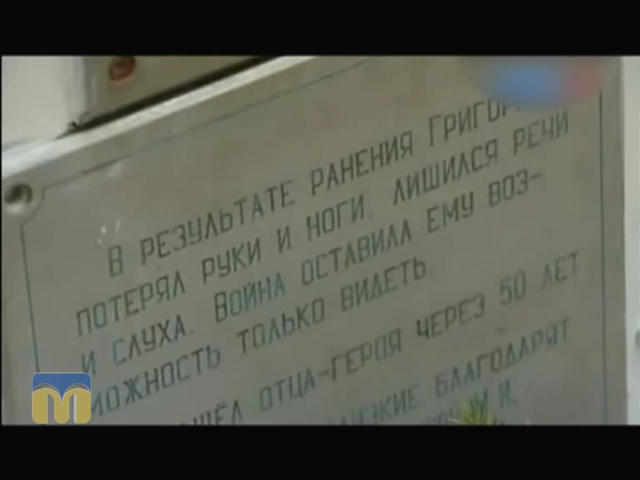 В РЕЗУЛЬТАТЕ РАНЕНИЯ
ПОТЕРЯЛ РУКИ И НОГИ, ЛИШИЛСЯ РЕЧИ
И СЛУХА. ВОЙНА ОСТАВИЛА ЕМУ ВОЗ-
МОЖНОСТЬ ТОЛЬКО ВИДЕТЬ.
ОТЦА-ГЕРОЯ ЧЕРЕЗ 50 ЛЕТ
БЛАГОДАРЯТ
M